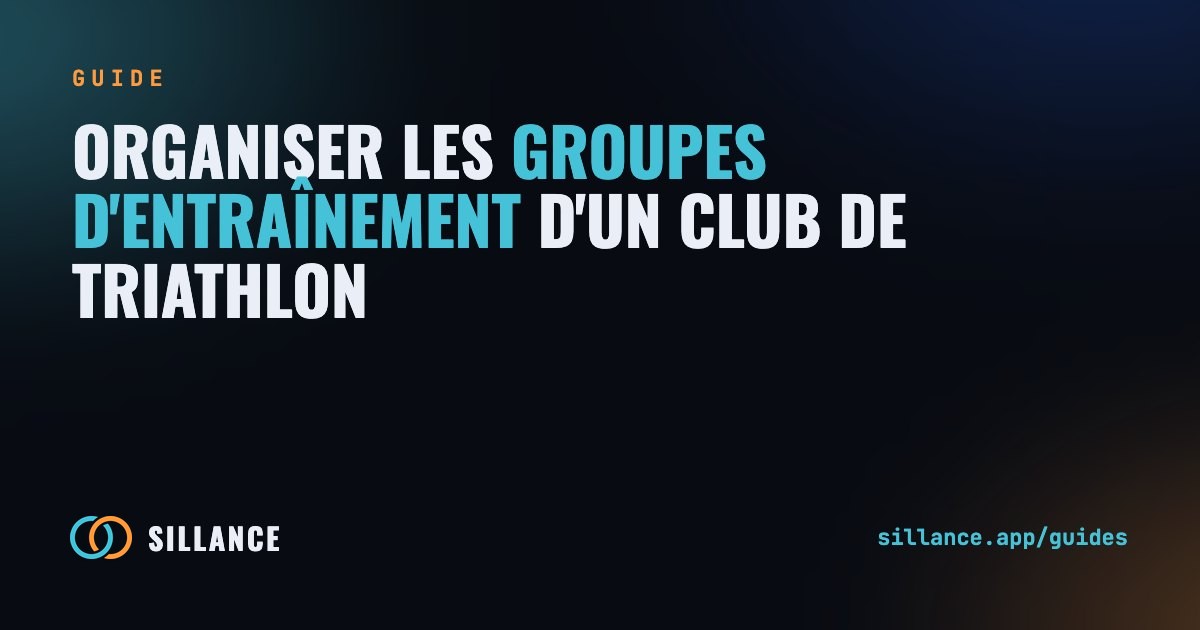 GUIDE
ORGANISER LES GROUPES
D'ENTRAÎNEMENT D'UN CLUB DE
TRIATHLON
SILLANCE
sillance.app/guides